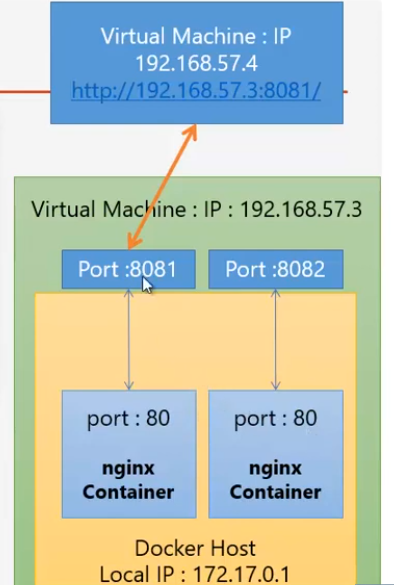 Virtual Machine : IP
192.168.57.4
http://192.168.57.3:8081/
Virtual Machine : IP : 192.168.57.3
Port :8081
Port :8082
port : 80
nginx
Container
port : 80
nginx
Container
Docker Host
Local IP : 172.17.0.1